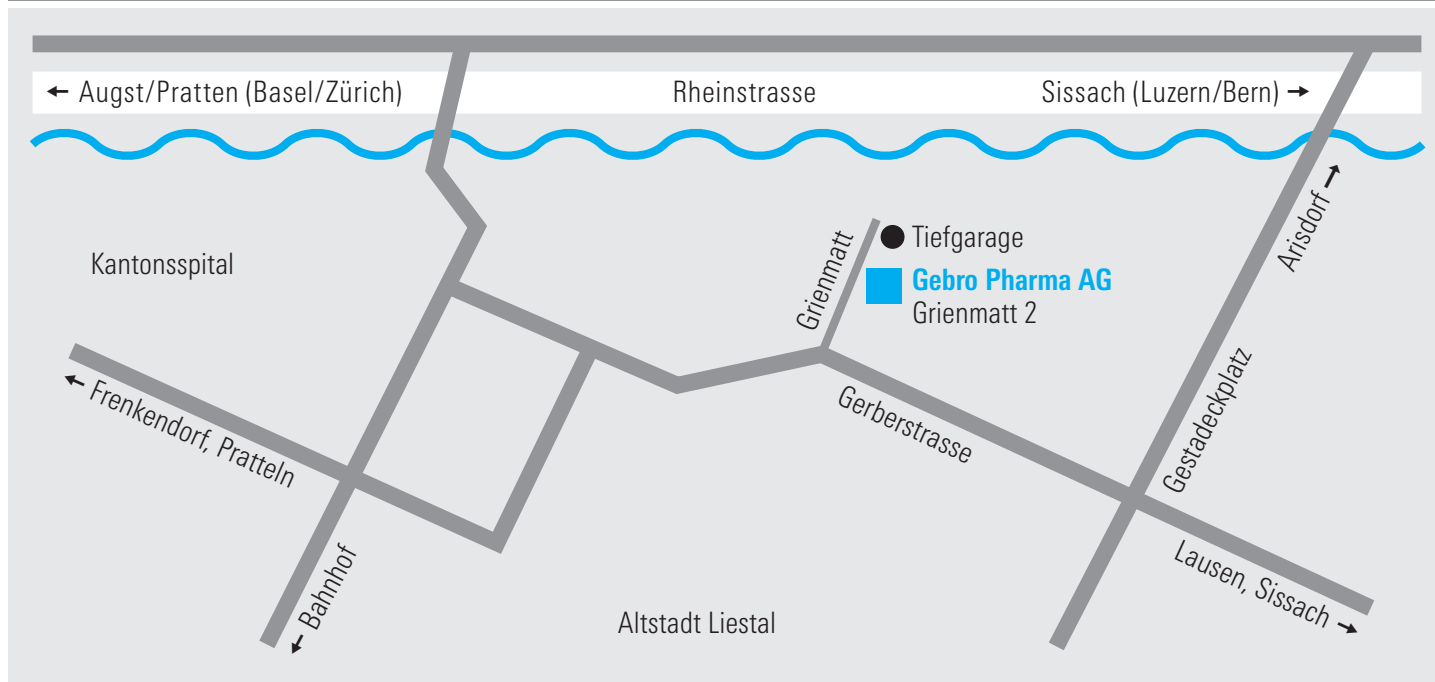 ← Augst/Pratten (Basel/Zürich)
Rheinstrasse
Sissach (Luzern/Bern) →
Arisdorf →
Grienmatt
Tiefgarage
Kantonsspital
Gebro Pharma AG
Grienmatt 2
← Frenkendorf, Pratteln
Gerberstrasse
Gestadeckplatz
← Bahnhof
Lausen, Sissach →
Altstadt Liestal